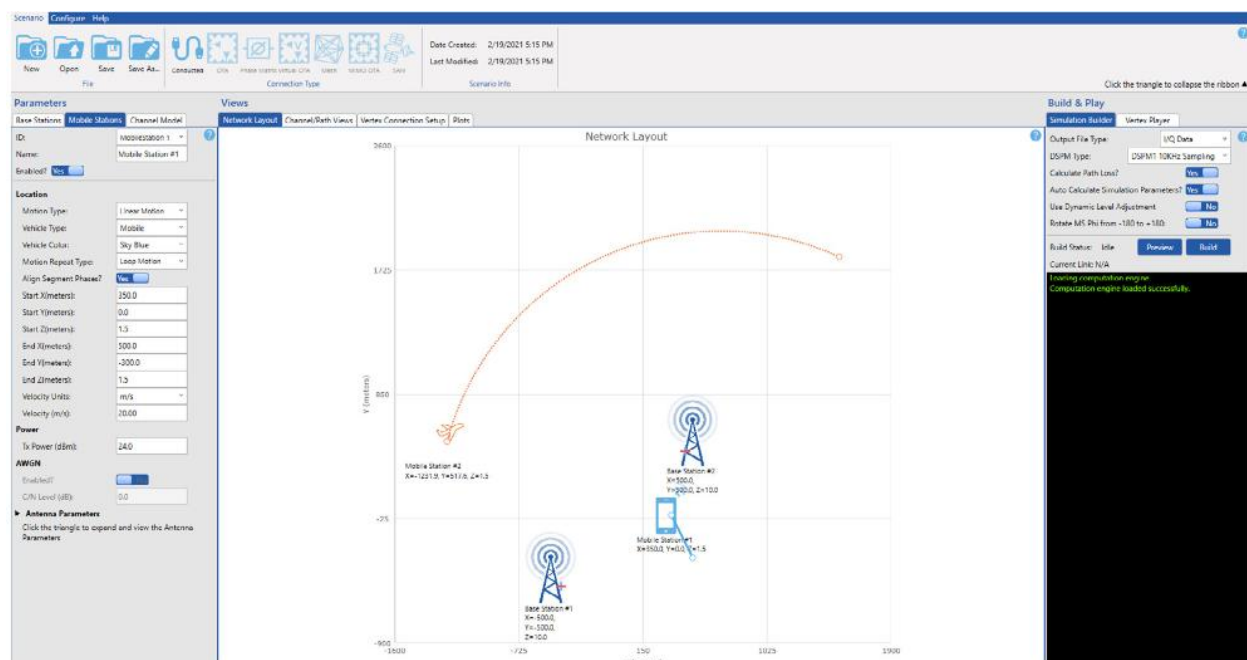 Scenario Configure Help
New Open Save Save As... Conducted OTA Phase Matrix Virtual OTA Mesh MIMO OTA
File Connection Type Scenario Info
Date Created: 2/19/2021 5:15 PM
Last Modified: 2/19/2021 5:15 PM
Click the triangle to collapse the ribbon
Parameters
Base Stations Mobile Stations Channel Model
ID: MobileStation 1
Name: Mobile Station #1
Enabled? Yes
Location
Motion Type: Linear Motion
Vehicle Type: Mobile
Vehicle Color: Sky Blue
Motion Repeat Type: Loop Motion
Align Segment Phases? Yes
Start X(meters): 350.0
Start Y(meters): 0.0
Start Z(meters): 1.5
End X(meters): 500.0
End Y(meters): -300.0
End Z(meters): 1.5
Velocity Units: m/s
Velocity (m/s): 20.00
Power
Tx Power (dBm): 24.0
AWGN
Enabled?
C/N Level (dB): 0.0
Antenna Parameters
Click the triangle to expand and view the Antenna
Parameters
Views
Network Layout Channel/Path Views Vertex Connection Setup Plots
Network Layout
2600
1725
850
-25
-900
Y (meters)
Mobile Station #2
X=-1231.9, Y=517.6, Z=1.5
Base Station #2
X=500.0,
Y=300.0, Z=10.0
Mobile Station #1
X=350.0, Y=0.0, Z=1.5
Base Station #1
X=-500.0,
Y=-500.0,
Z=10.0
-1600 -725 150 1025 1900
Build & Play
Simulation Builder Vertex Player
Output File Type: I/Q Data
DSPM Type: DSPM1 10KHz Sampling
Calculate Path Loss? Yes
Auto Calculate Simulation Parameters? Yes
Use Dynamic Level Adjustment No
Rotate MS Phi from -180 to +180: No
Build Status: Idle Preview Build
Current Link: N/A
Loading computation engine
Computation engine loaded successfully.